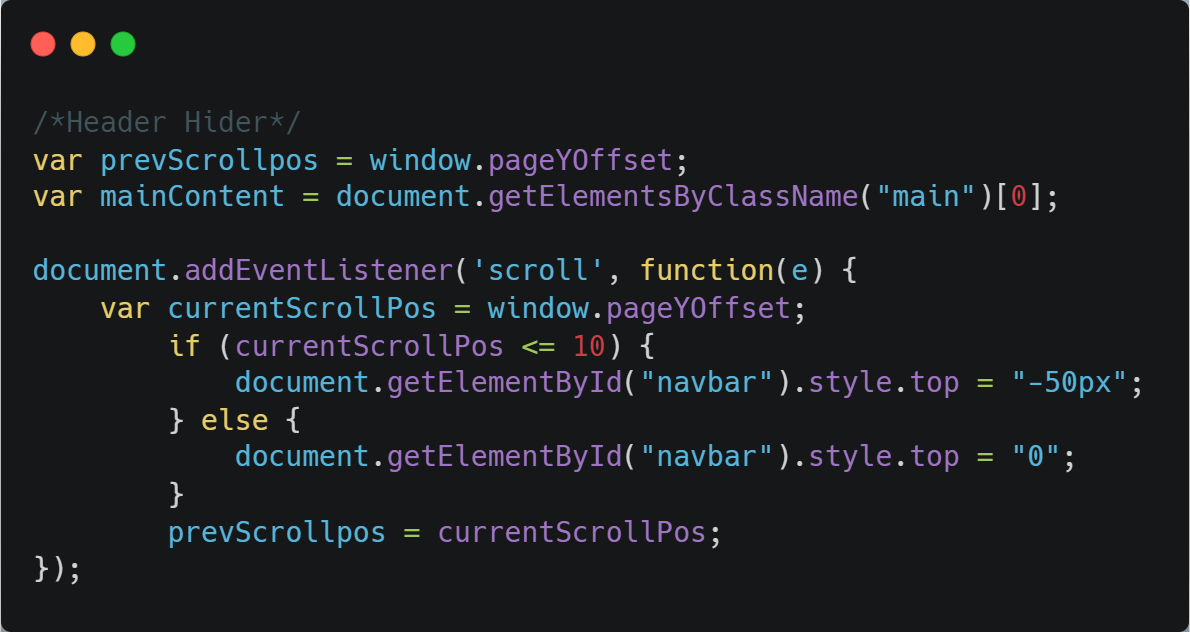 /*Header Hider*/
var prevScrollpos = window.pageYOffset;
var mainContent = document.getElementsByClassName("main")[0];

document.addEventListener('scroll', function(e) {
    var currentScrollPos = window.pageYOffset;
        if (currentScrollPos <= 10) {
            document.getElementById("navbar").style.top = "-50px";
        } else {
            document.getElementById("navbar").style.top = "0";
        }
        prevScrollpos = currentScrollPos;
});